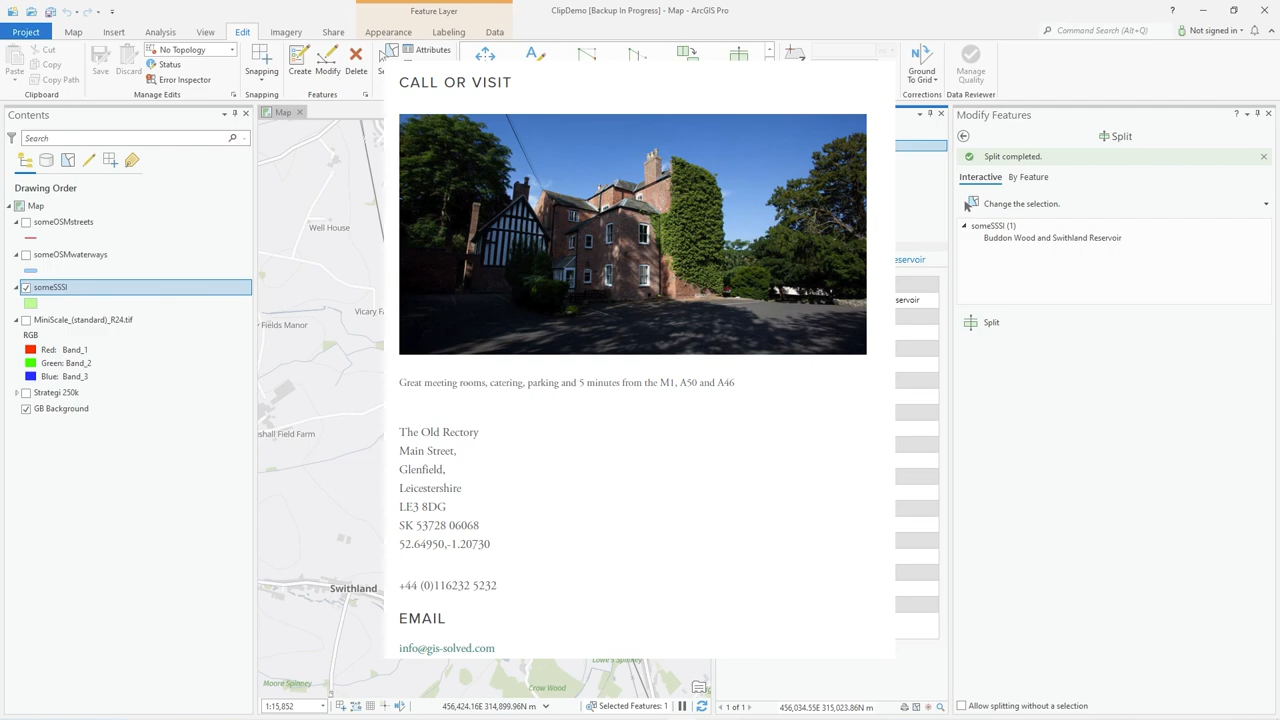 Feature Layer
ClipDemo [Backup In Progress] - Map - ArcGIS Pro
Project
Map
Insert
Analysis
View
Edit
Imagery
Share
Appearance
Labeling
Data
Command Search (Alt+Q)
Not signed in
Paste
Cut
Copy
Copy Path
Clipboard
Save
Discard
No Topology
Status
Error Inspector
Manage Edits
Snapping
Snapping
Create
Modify
Delete
Features
Attributes
Ground To Grid
Corrections
Manage Quality
Data Reviewer
Contents
Search
Drawing Order
Map
someOSMstreets
someOSMwaterways
someSSSI
MiniScale_(standard)_R24.tif
RGB
Red: Band_1
Green: Band_2
Blue: Band_3
Strategi 250k
GB Background
Map
Well House
Vicary Fa
Fields Manor
shall Field Farm
Swithland
Moore Spinney
Crow Wood
Lowe's Spinney
CALL OR VISIT
Great meeting rooms, catering, parking and 5 minutes from the M1, A50 and A46
The Old Rectory
Main Street,
Glenfield,
Leicestershire
LE3 8DG
SK 53728 06068
52.64950,-1.20730
+44 (0)116232 5232
EMAIL
info@gis-solved.com
eservoir
ervoir
Modify Features
Split
Split completed.
Interactive
By Feature
Change the selection.
someSSSI (1)
Buddon Wood and Swithland Reservoir
Split
Allow splitting without a selection
1:15,852
456,424.16E 314,899.96N m
Selected Features: 1
1 of 1
456,034.55E 315,023.86N m